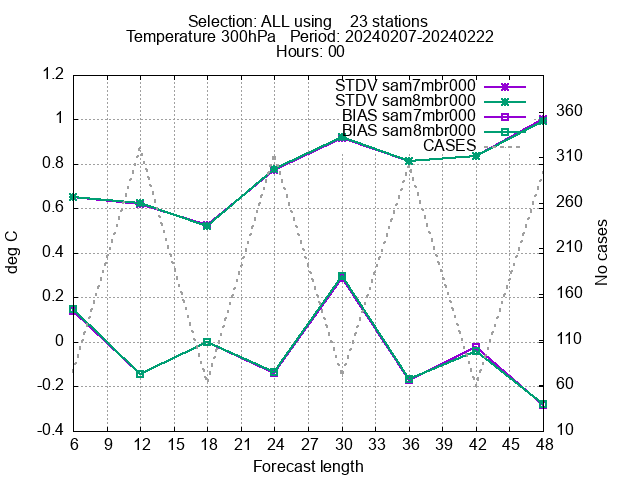 Selection: ALL using 23 stations
Temperature 300hPa Period: 20240207-20240222
Hours: 00
STDV sam7mbr000
STDV sam8mbr000
BIAS sam7mbr000
BIAS sam8mbr000
CASES
deg C
1.2
1
0.8
0.6
0.4
0.2
0
-0.2
-0.4
No cases
360
310
260
210
160
110
60
10
6 9 12 15 18 21 24 27 30 33 36 39 42 45 48
Forecast length